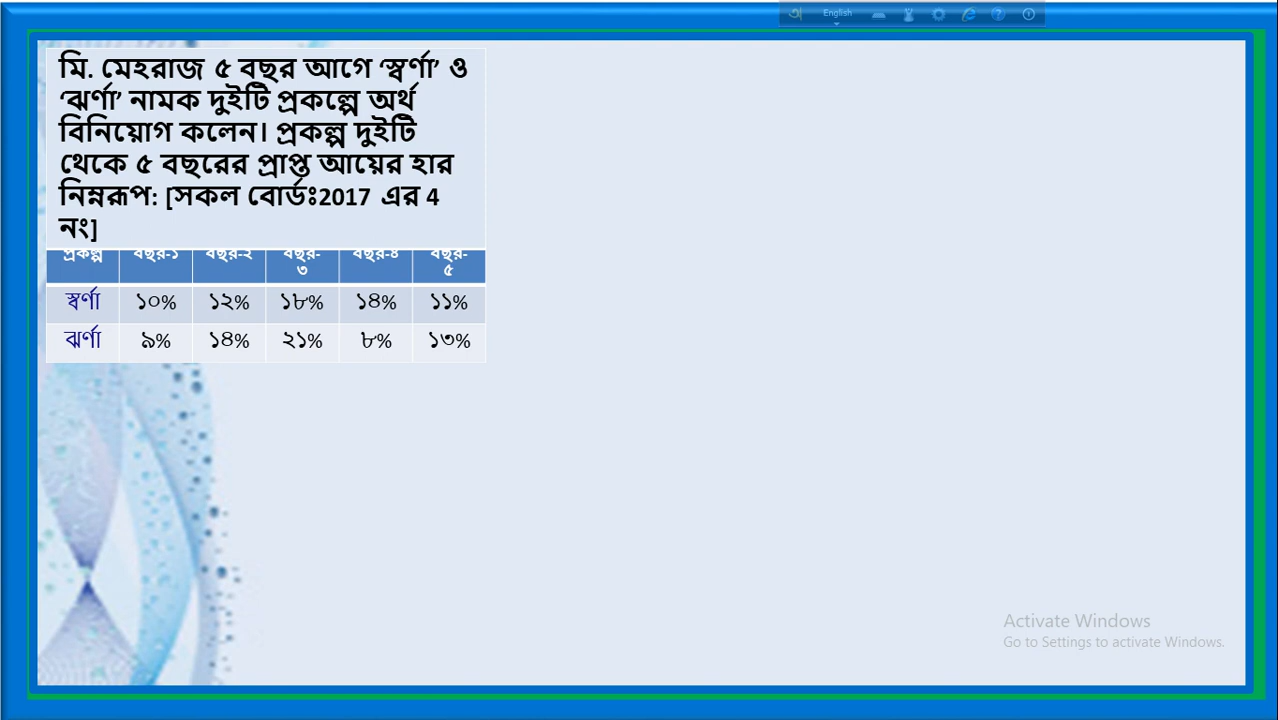 English
মি. মেহরাজ ৫ বছর আগে ‘স্বর্ণা’ ও
‘ঝর্ণা’ নামক দুইটি প্রকল্পে অর্থ
বিনিয়োগ কলেন। প্রকল্প দুইটি
থেকে ৫ বছরের প্রাপ্ত আয়ের হার
নিম্নরূপ: [সকল বোর্ডঃ2017 এর 4
নং]
প্রকল্প বছর-১ বছর-২ বছর-৩ বছর-৪ বছর-৫
স্বর্ণা ১০% ১২% ১৮% ১৪% ১১%
ঝর্ণা ৯% ১৪% ২১% ৮% ১৩%
Activate Windows
Go to Settings to activate Windows.